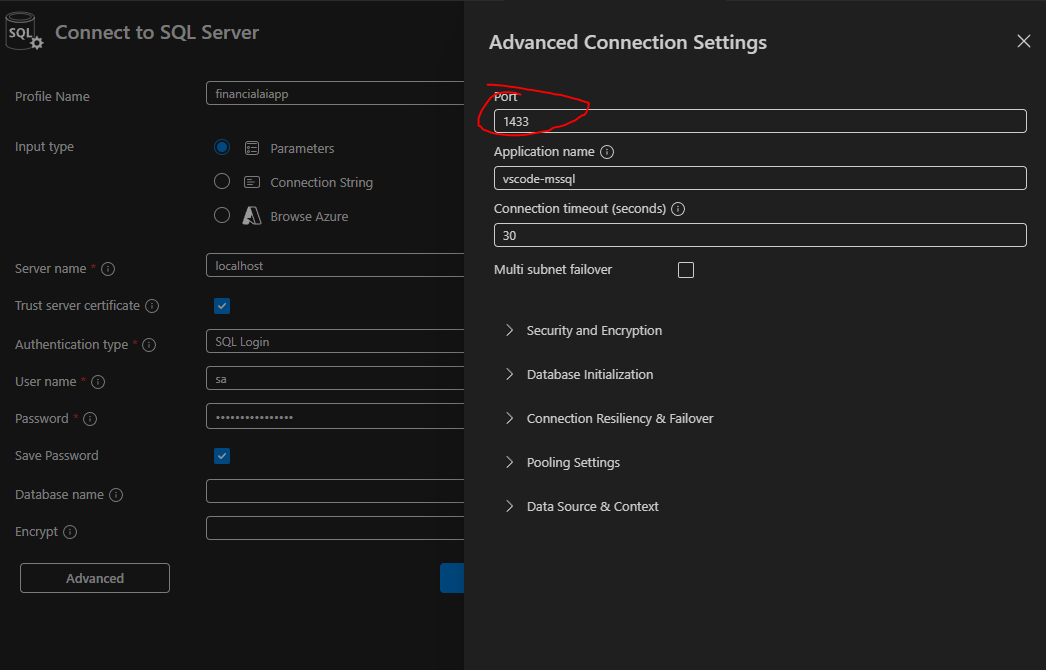 SQL
Connect to SQL Server
Profile Name
financialaiapp
Input type
Parameters
Connection String
Browse Azure
Server name *
localhost
Trust server certificate
Authentication type *
SQL Login
User name *
sa
Password *
••••••••••••••••
Save Password
Database name
Encrypt
Advanced
Advanced Connection Settings
Port
1433
Application name
vscode-mssql
Connection timeout (seconds)
30
Multi subnet failover
Security and Encryption
Database Initialization
Connection Resiliency & Failover
Pooling Settings
Data Source & Context